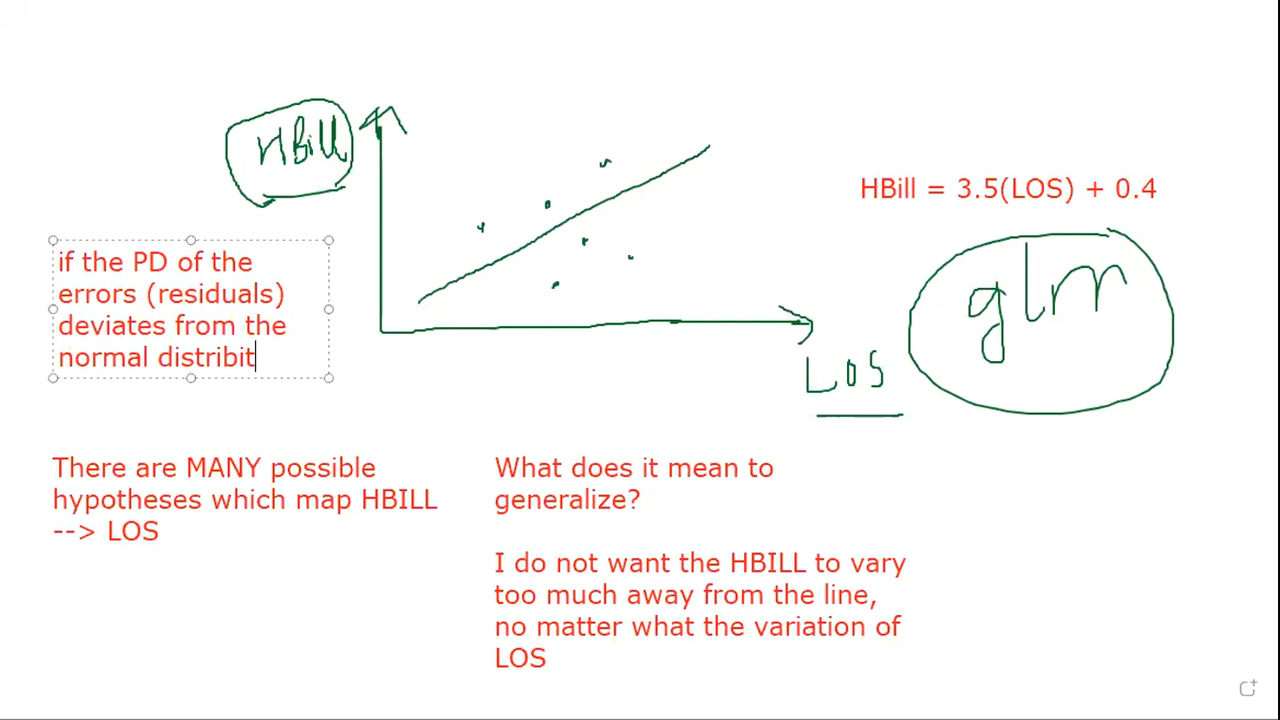 HBill
HBill = 3.5(LOS) + 0.4
if the PD of the
errors (residuals)
deviates from the
normal distribit
glm
LOS
There are MANY possible
hypotheses which map HBILL
--> LOS
What does it mean to
generalize?
I do not want the HBILL to vary
too much away from the line,
no matter what the variation of
LOS